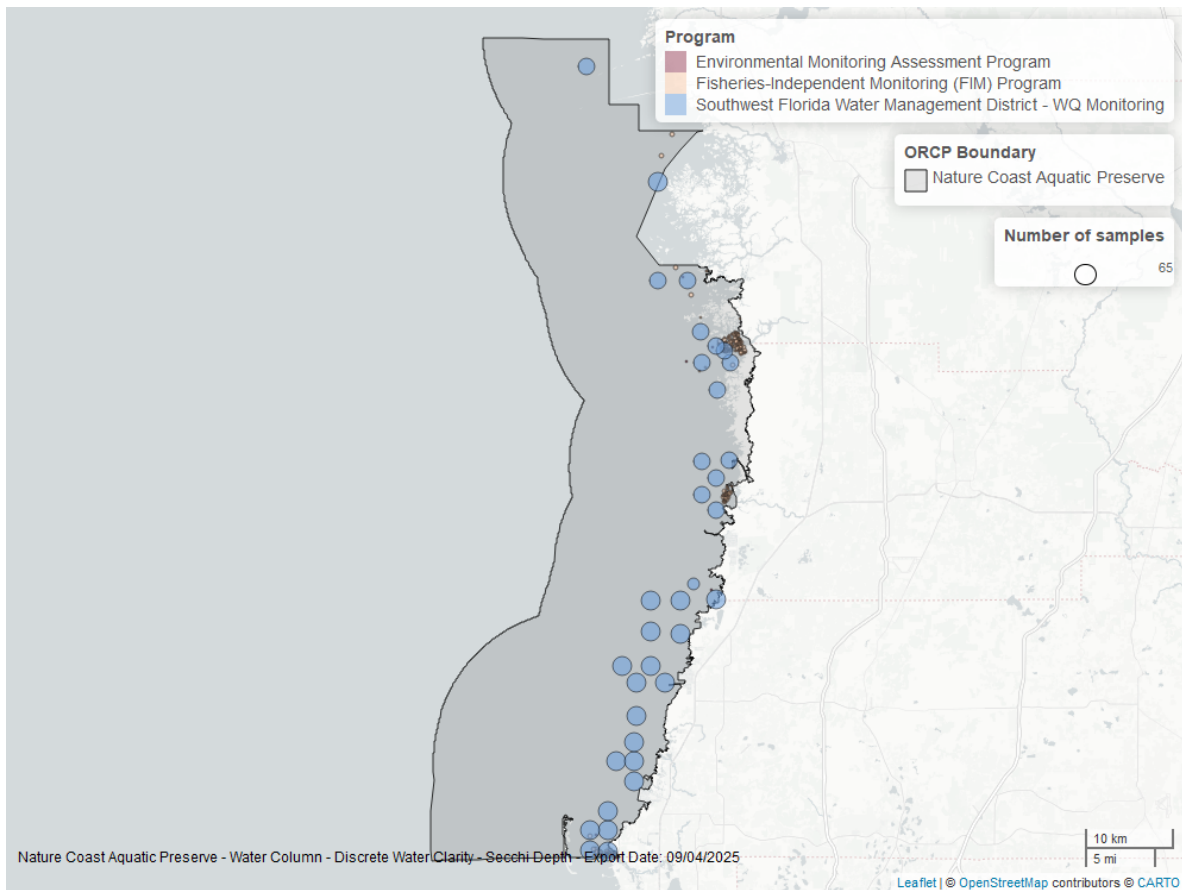 Program
Environmental Monitoring Assessment Program
Fisheries-Independent Monitoring (FIM) Program
Southwest Florida Water Management District - WQ Monitoring
ORCP Boundary
Nature Coast Aquatic Preserve
Number of samples
65
10 km
5 mi
Nature Coast Aquatic Preserve - Water Column - Discrete Water Clarity - Secchi Depth - Export Date: 09/04/2025
Leaflet | © OpenStreetMap contributors © CARTO